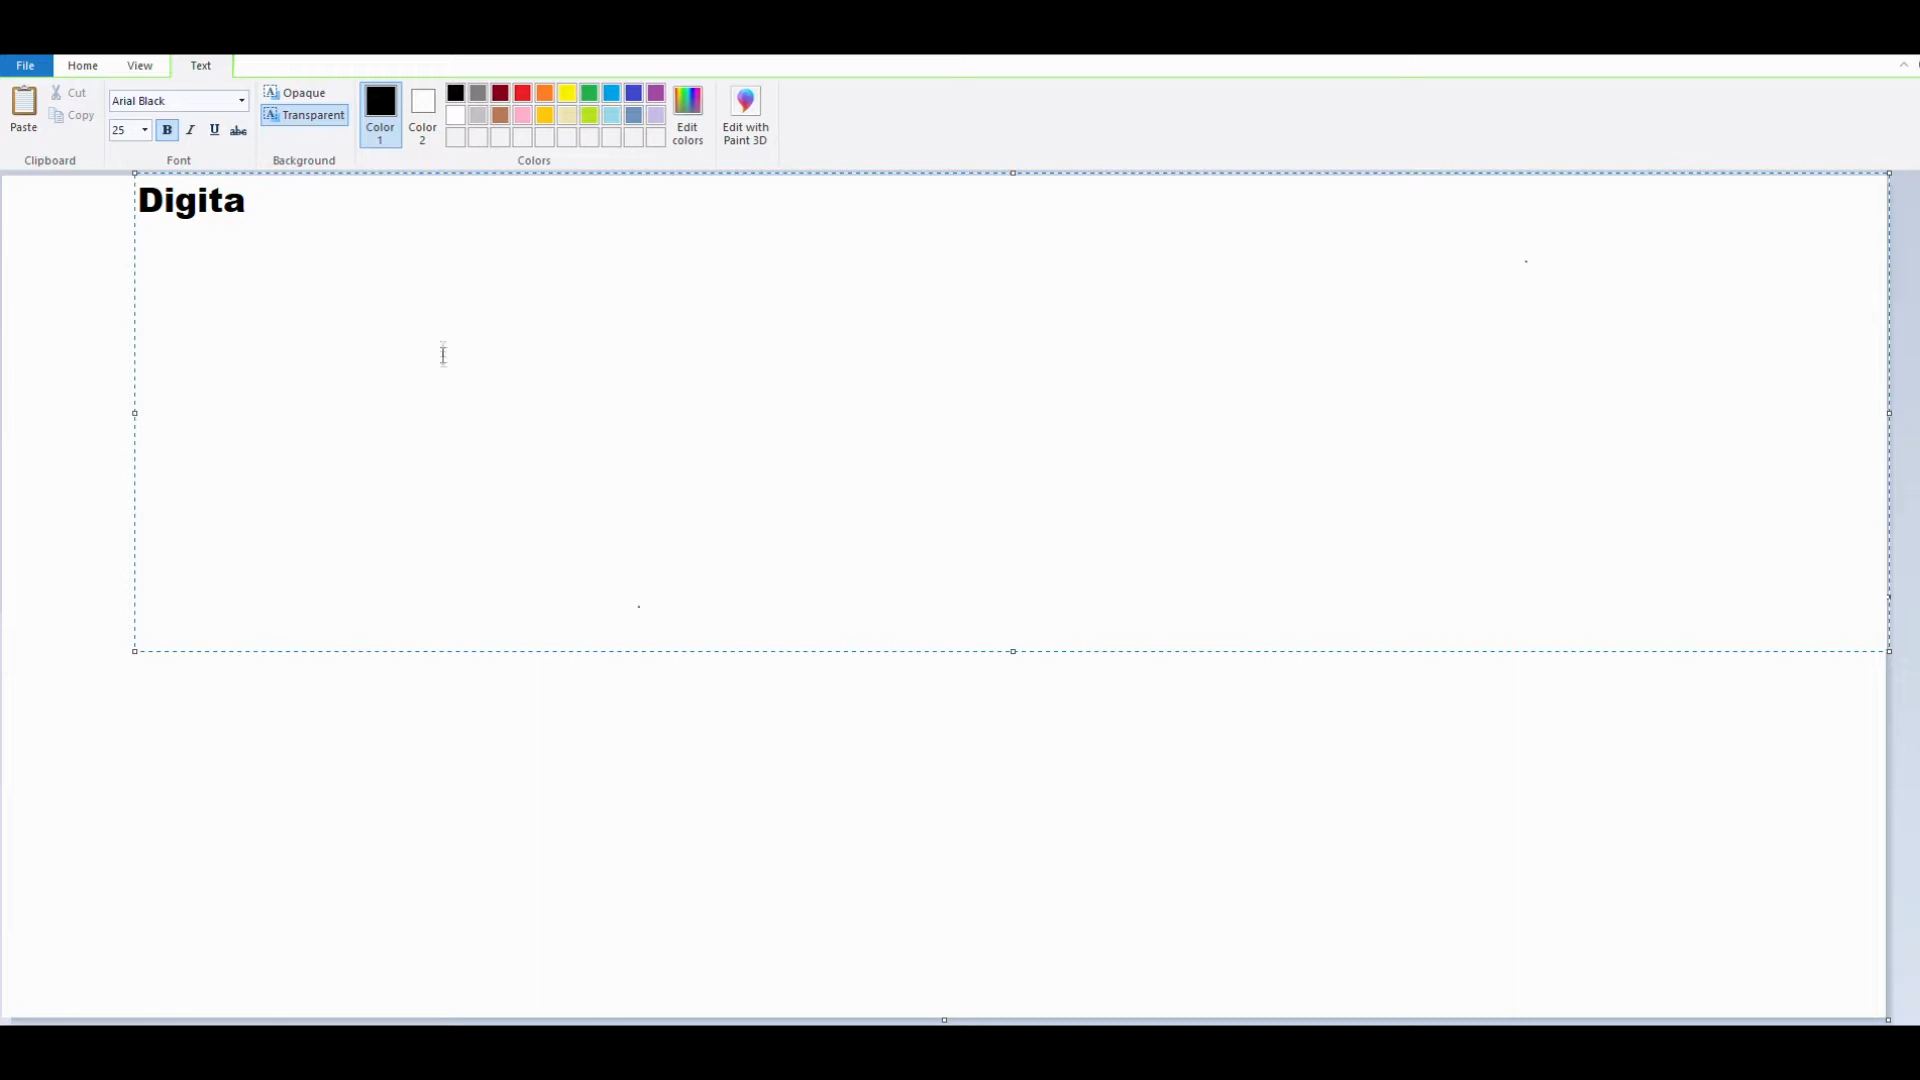 File Home View Text
Paste
Cut
Copy
Clipboard
Arial Black
25 B I U abc
Font
Opaque
Transparent
Background
Color 1
Color 2
Colors
Edit colors
Edit with Paint 3D
Digita